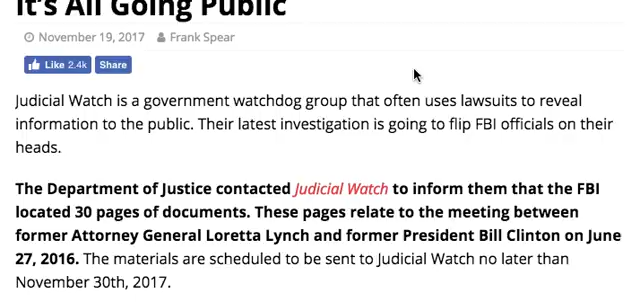 It's All Going Public
November 19, 2017 Frank Spear
Like 2.4k Share
Judicial Watch is a government watchdog group that often uses lawsuits to reveal
information to the public. Their latest investigation is going to flip FBI officials on their
heads.
The Department of Justice contacted Judicial Watch to inform them that the FBI
located 30 pages of documents. These pages relate to the meeting between
former Attorney General Loretta Lynch and former President Bill Clinton on June
27, 2016. The materials are scheduled to be sent to Judicial Watch no later than
November 30th, 2017.